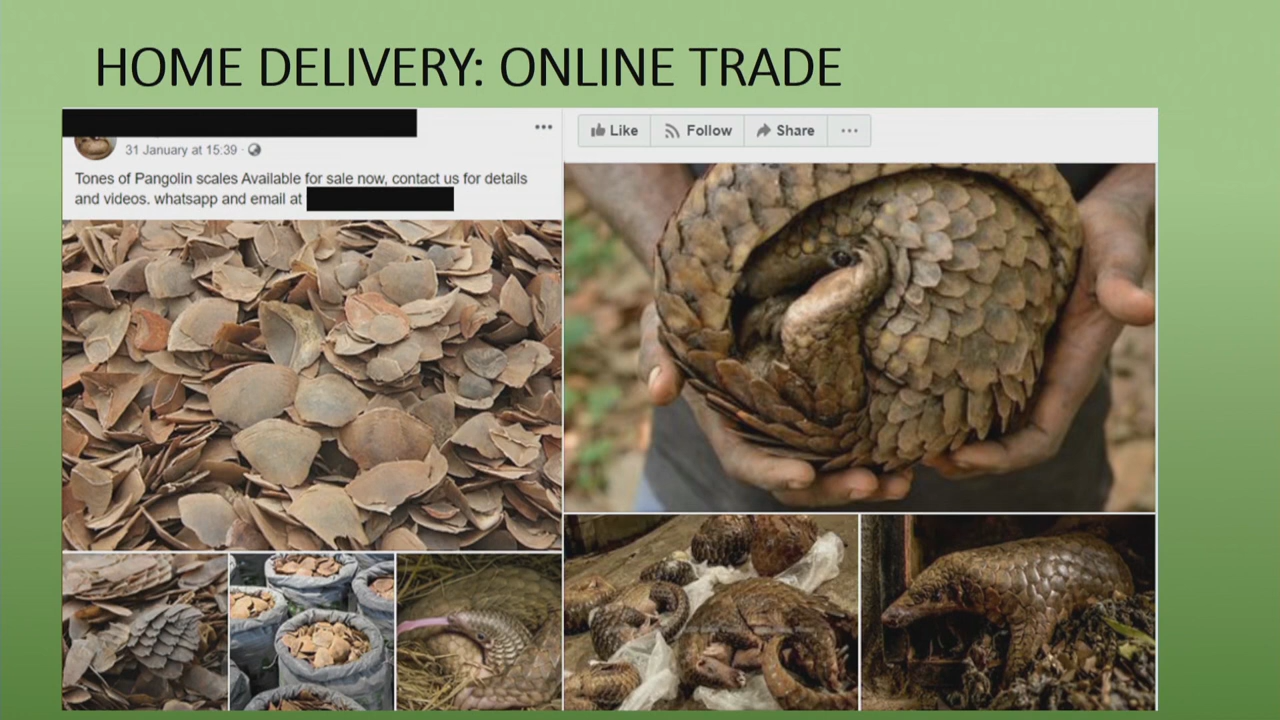 HOME DELIVERY: ONLINE TRADE
31 January at 15:39 ·
Tones of Pangolin scales Available for sale now, contact us for details
and videos. whatsapp and email at
Like Follow Share ...